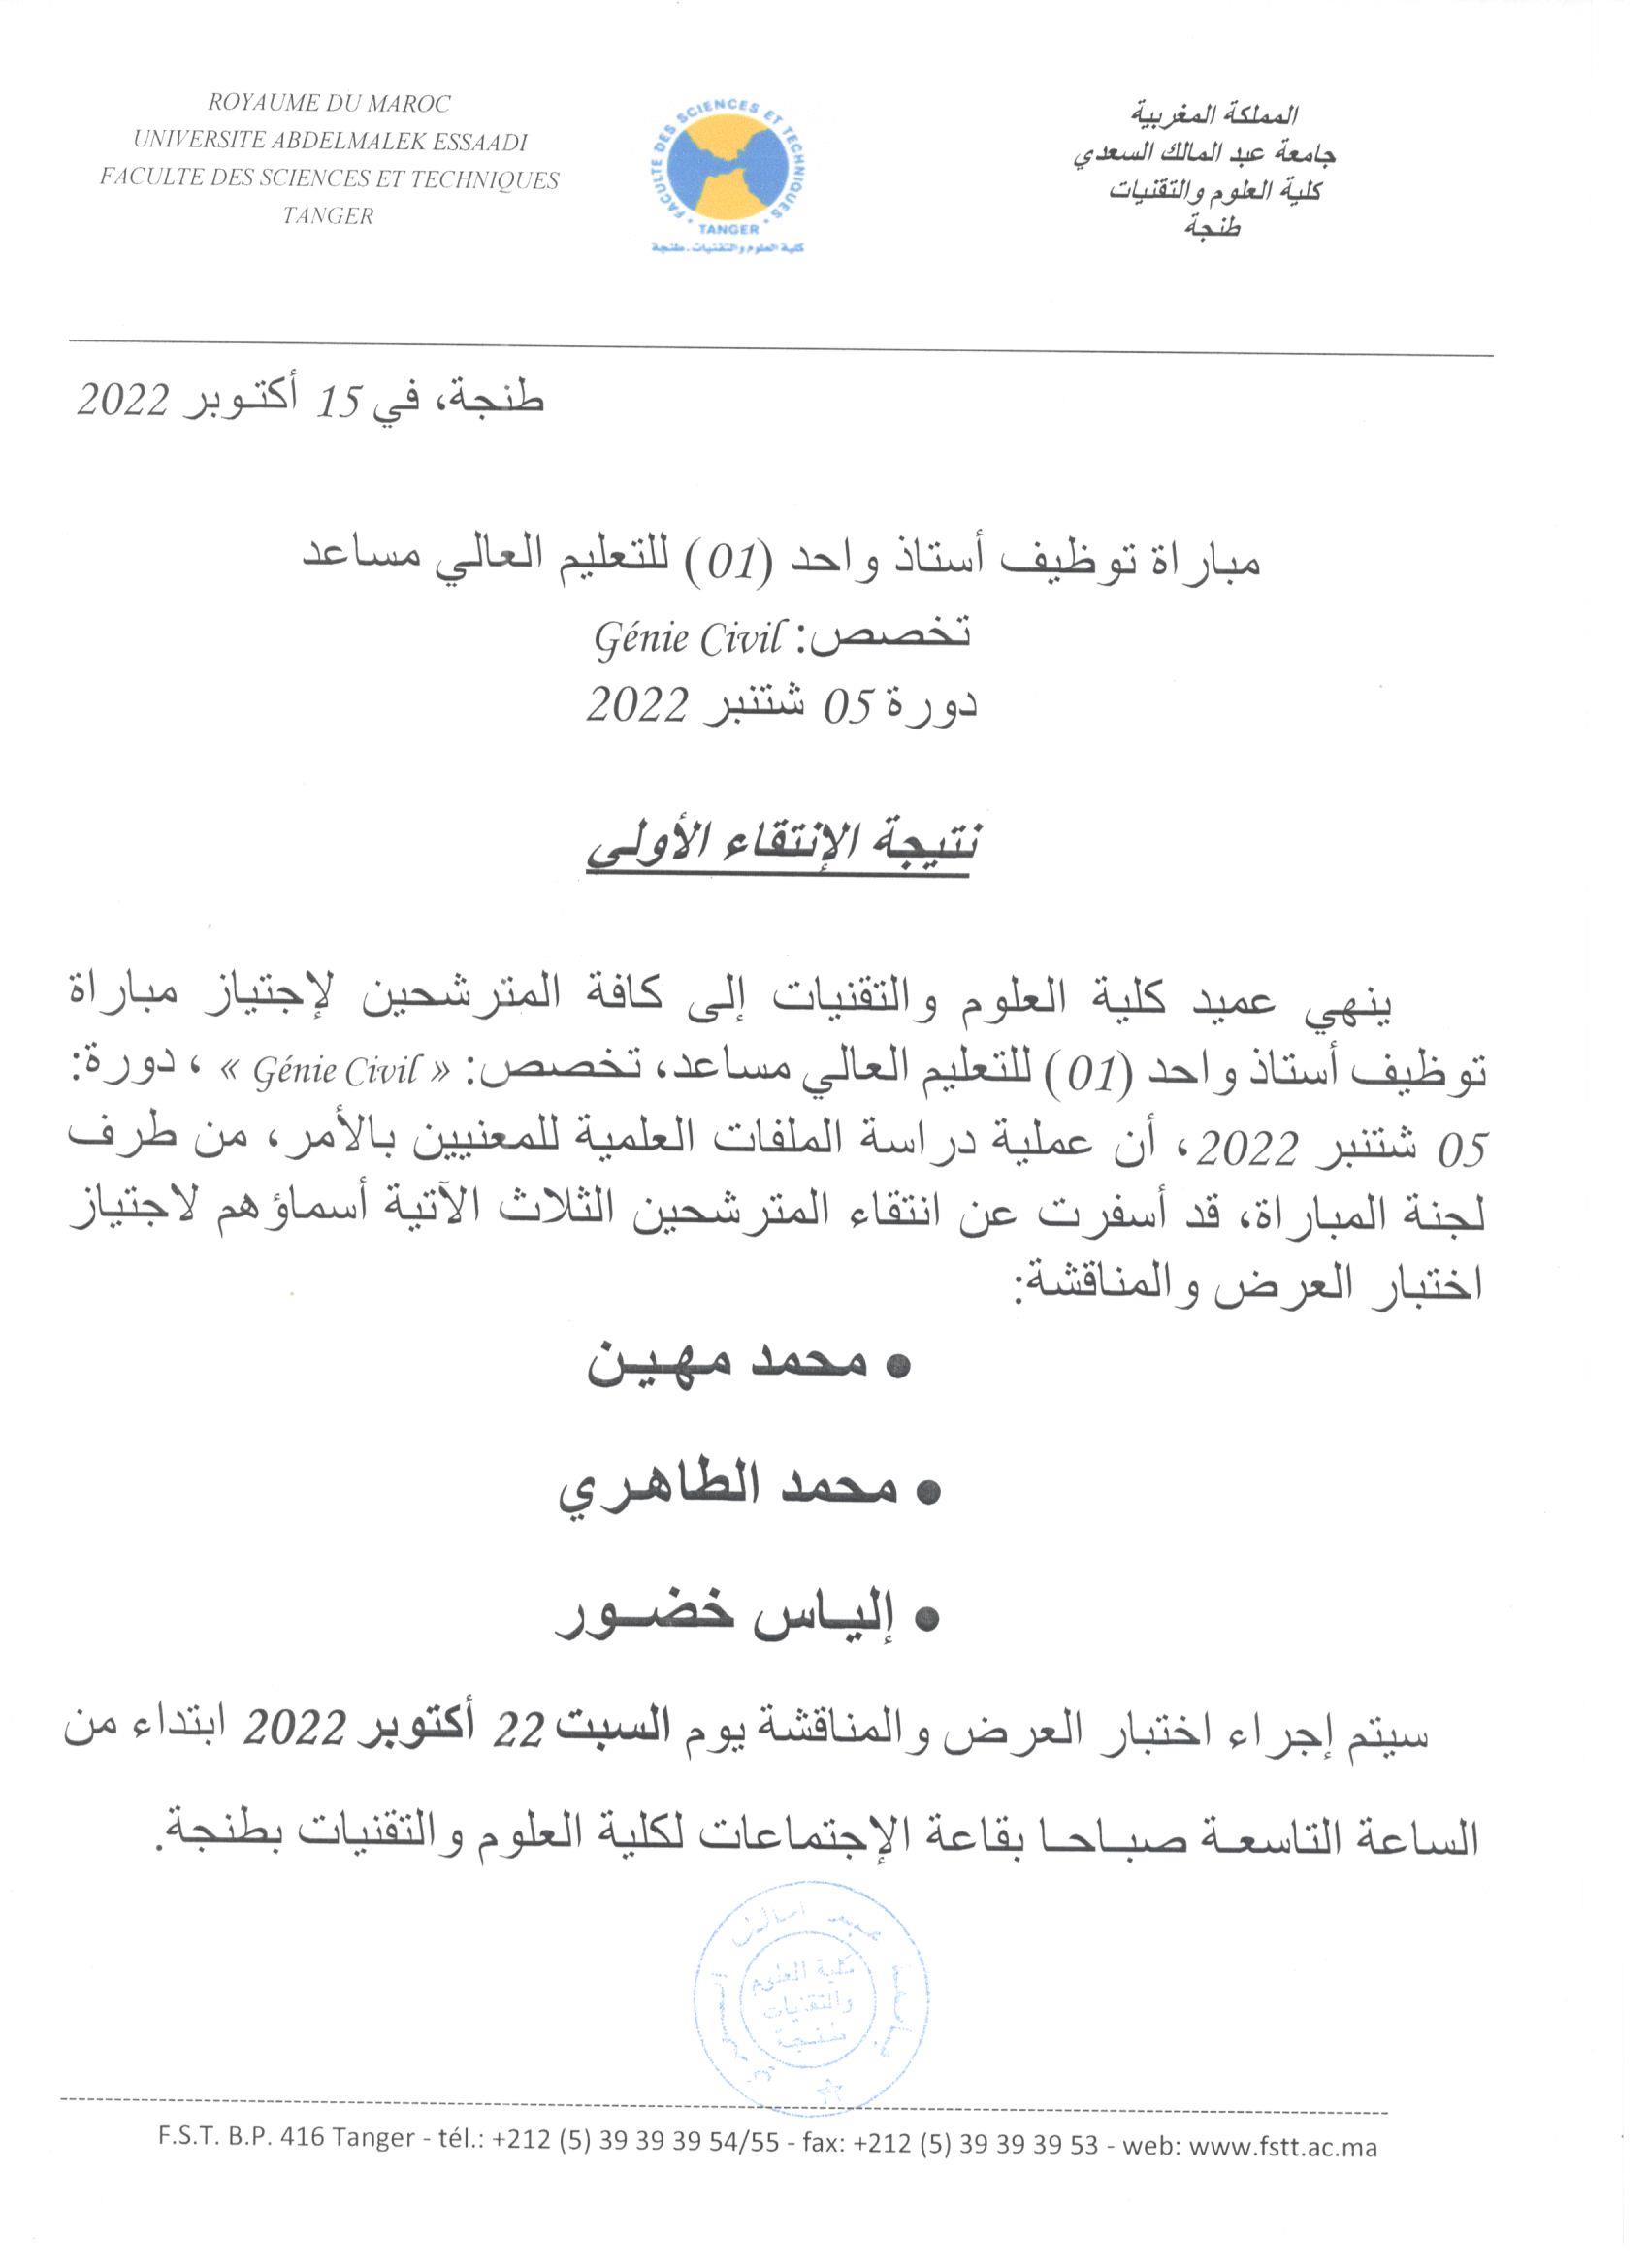 ROYAUME DU MAROC
UNIVERSITE ABDELMALEK ESSAADI
FACULTE DES SCIENCES ET TECHNIQUES
TANGER
FACULTE DES SCIENCES ET TECHNIQUES
TANGER
كلية العلوم والتقنيات - طنجة
المملكة المغربية
جامعة عبد المالك السعدي
كلية العلوم والتقنيات
طنجة
طنجة، في 15 أكتوبر 2022
مباراة توظيف أستاذ واحد (01) للتعليم العالي مساعد
تخصص: Génie Civil
دورة 05 شتنبر 2022
نتيجة الإنتقاء الأولي
ينهي عميد كلية العلوم والتقنيات إلى كافة المترشحين لإجتياز مباراة
توظيف أستاذ واحد (01) للتعليم العالي مساعد، تخصص: « Génie Civil » ، دورة:
05 شتنبر 2022، أن عملية دراسة الملفات العلمية للمعنيين بالأمر، من طرف
لجنة المباراة، قد أسفرت عن انتقاء المترشحين الثلاث الآتية أسماؤهم لاجتياز
اختبار العرض والمناقشة:
• محمد مهين
• محمد الطاهري
• إلياس خضور
سيتم إجراء اختبار العرض والمناقشة يوم السبت 22 أكتوبر 2022 ابتداء من
الساعة التاسعة صباحا بقاعة الإجتماعات لكلية العلوم والتقنيات بطنجة.
جامعة عبد المالك السعدي
كلية العلوم
والتقنيات
طنجة
F.S.T. B.P. 416 Tanger - tél.: +212 (5) 39 39 39 54/55 - fax: +212 (5) 39 39 39 53 - web: www.fstt.ac.ma